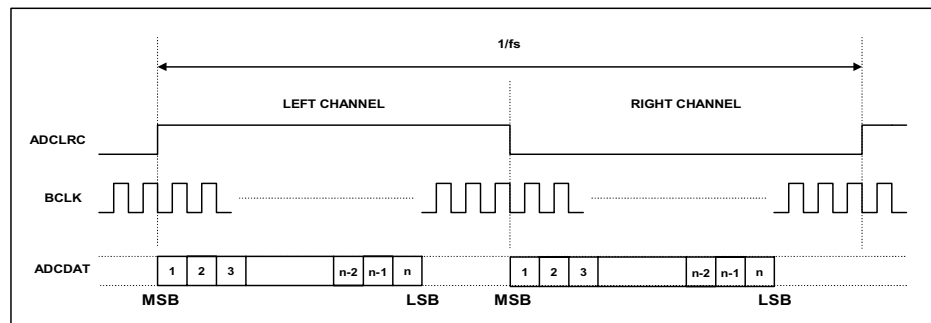 1/fs
LEFT CHANNEL RIGHT CHANNEL
ADCLRC
BCLK
ADCDAT 1 2 3 n-2 n-1 n 1 2 3 n-2 n-1 n
MSB LSB MSB LSB